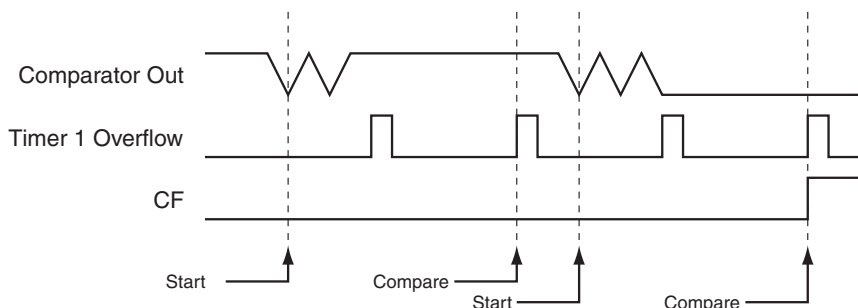 Comparator Out
Timer 1 Overflow
CF
Start
Compare
Start
Compare